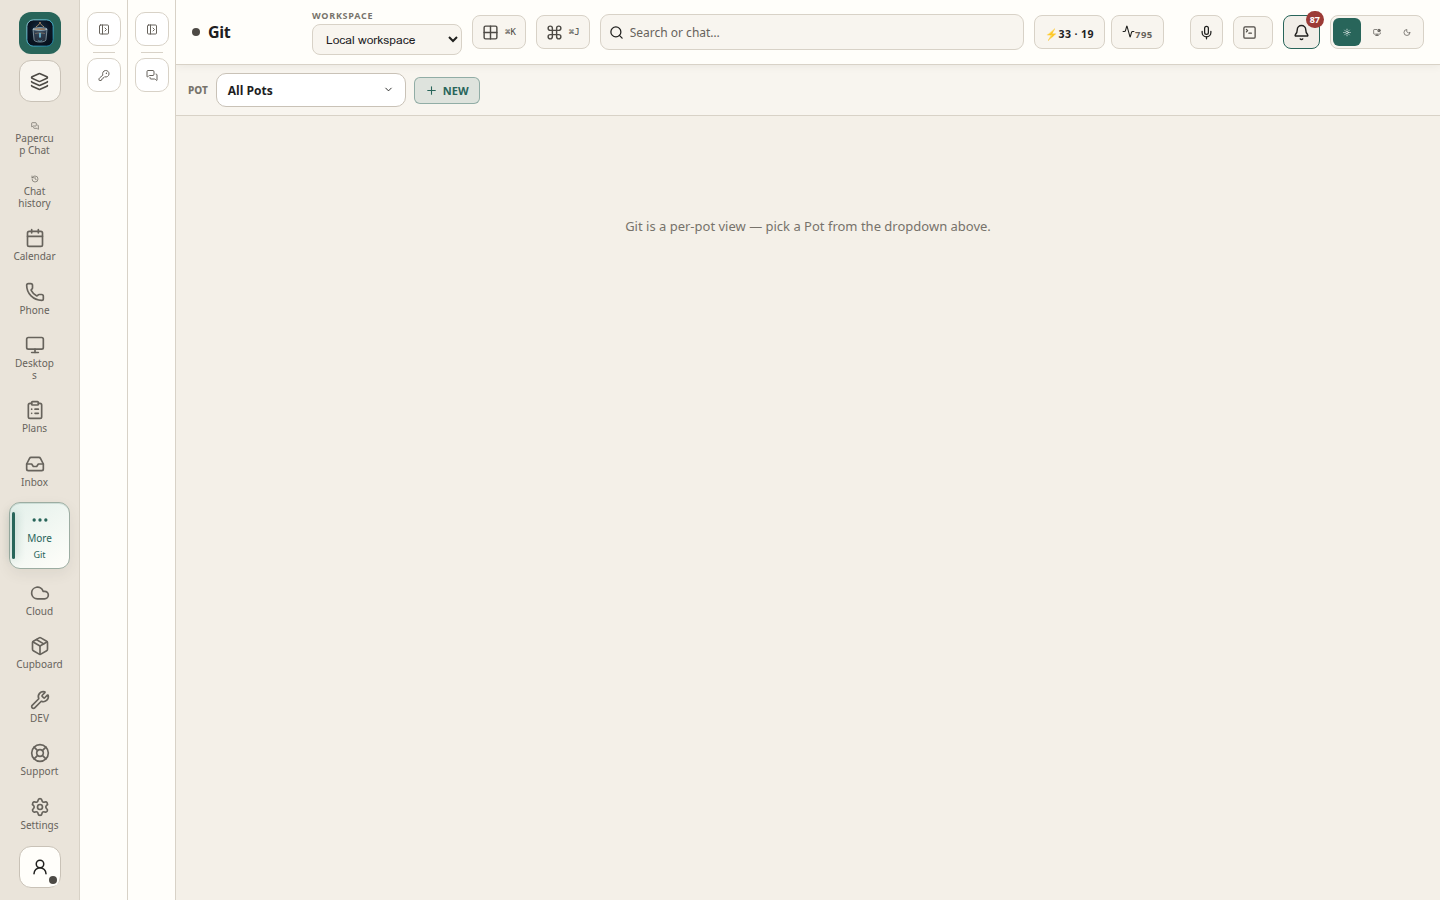 Papercu
p Chat
Chat
history
Calendar
Phone
Desktop
s
Plans
Inbox
More
Git
Cloud
Cupboard
DEV
Support
Settings
Git
WORKSPACE
Local workspace
⌘K
⌘J
Search or chat...
⚡33 · 19
795
87
POT
All Pots
+ NEW
Git is a per-pot view — pick a Pot from the dropdown above.